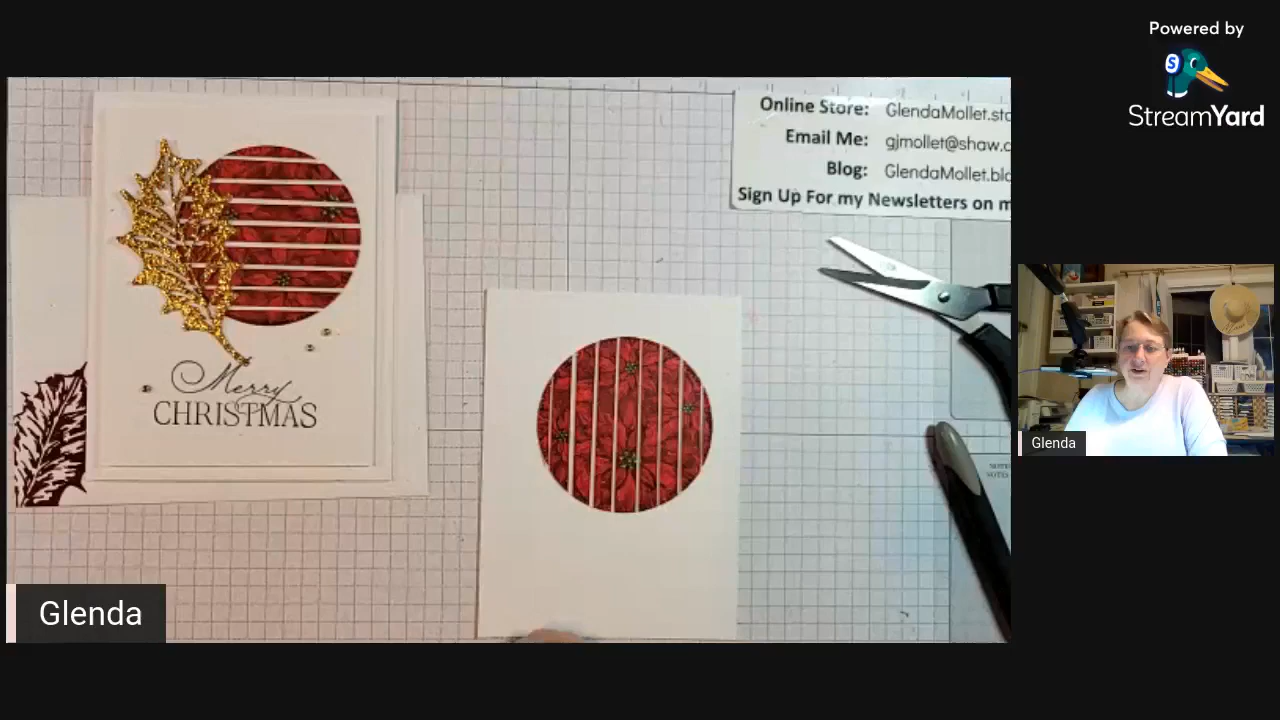 Powered by
StreamYard
Online Store: GlendaMollet.sto
Email Me: gjmollet@shaw.c
Blog: GlendaMollet.blo
Sign Up For my Newsletters on m
Merry
CHRISTMAS
Glenda
Glenda